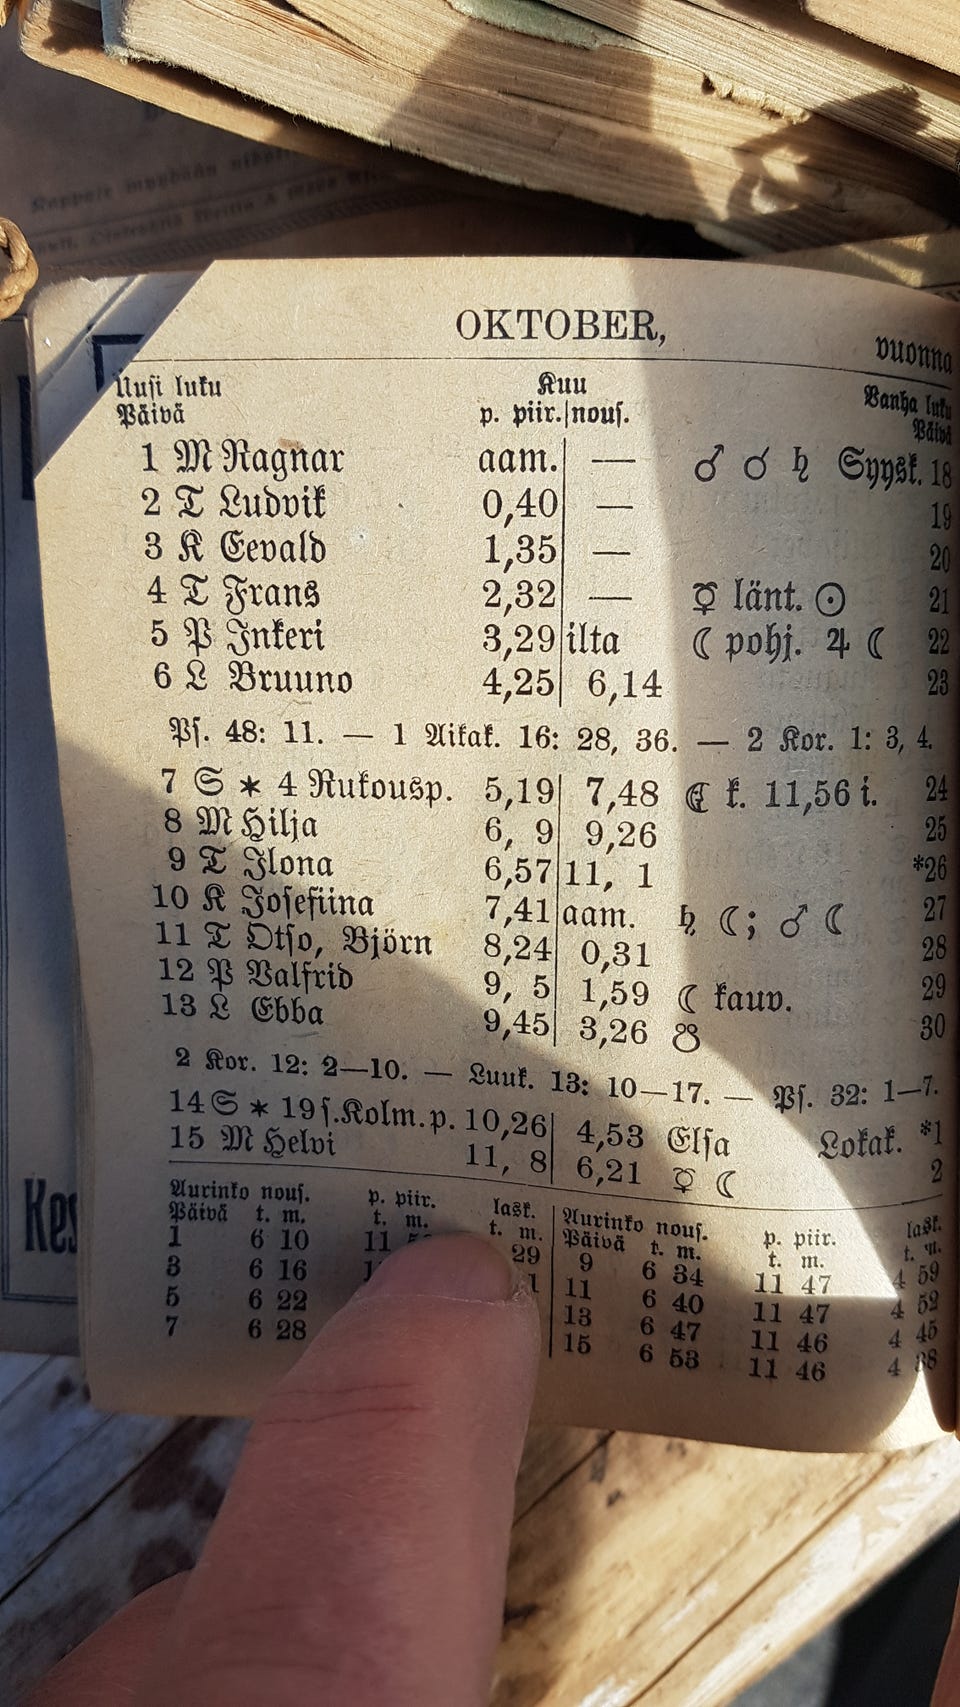 OKTOBER,
vuonna
Uusi luku Kuu Vanha luku
Päivä p. piir. nous. Päivä
1 M Ragnar aam. — ♂ ☌ ♄ Syysk. 18
2 T Ludvik 0,40 — 19
3 K Eevald 1,35 — 20
4 T Frans 2,32 — ☿ länt. ☉ 21
5 P Inkeri 3,29 ilta ☾ pohj. ♃ ☾ 22
6 L Bruuno 4,25 6,14 23
Ps. 48: 11. — 1 Aikak. 16: 28, 36. — 2 Kor. 1: 3, 4.
7 S * 4 Rukousp. 5,19 7,48 k. 11,56 i. 24
8 M Hilja 6, 9 9,26 25
9 T Ilona 6,57 11, 1 *26
10 K Josefiina 7,41 aam. ♄ ☾; ♂ ☾ 27
11 T Otso, Björn 8,24 0,31 28
12 P Valfrid 9, 5 1,59 ☾ kauv. 29
13 L Ebba 9,45 3,26 ☋ 30
2 Kor. 12: 2—10. — Luuk. 13: 10—17. — Ps. 32: 1—7.
14 S * 19 s. Kolm. p. 10,26 4,53 Elsa Lokak. *1
15 M Helvi 11, 8 6,21 ☿ ☾ 2
Aurinko nous. p. piir. lask. Aurinko nous. p. piir. lask.
Päivä t. m. t. m. t. m. Päivä t. m. t. m. t. m.
1 6 10 11 29 9 6 34 11 47 4 59
3 6 16 11 6 40 11 47 4 52
5 6 22 13 6 47 11 46 4 45
7 6 28 15 6 53 11 46 4 38
Kes